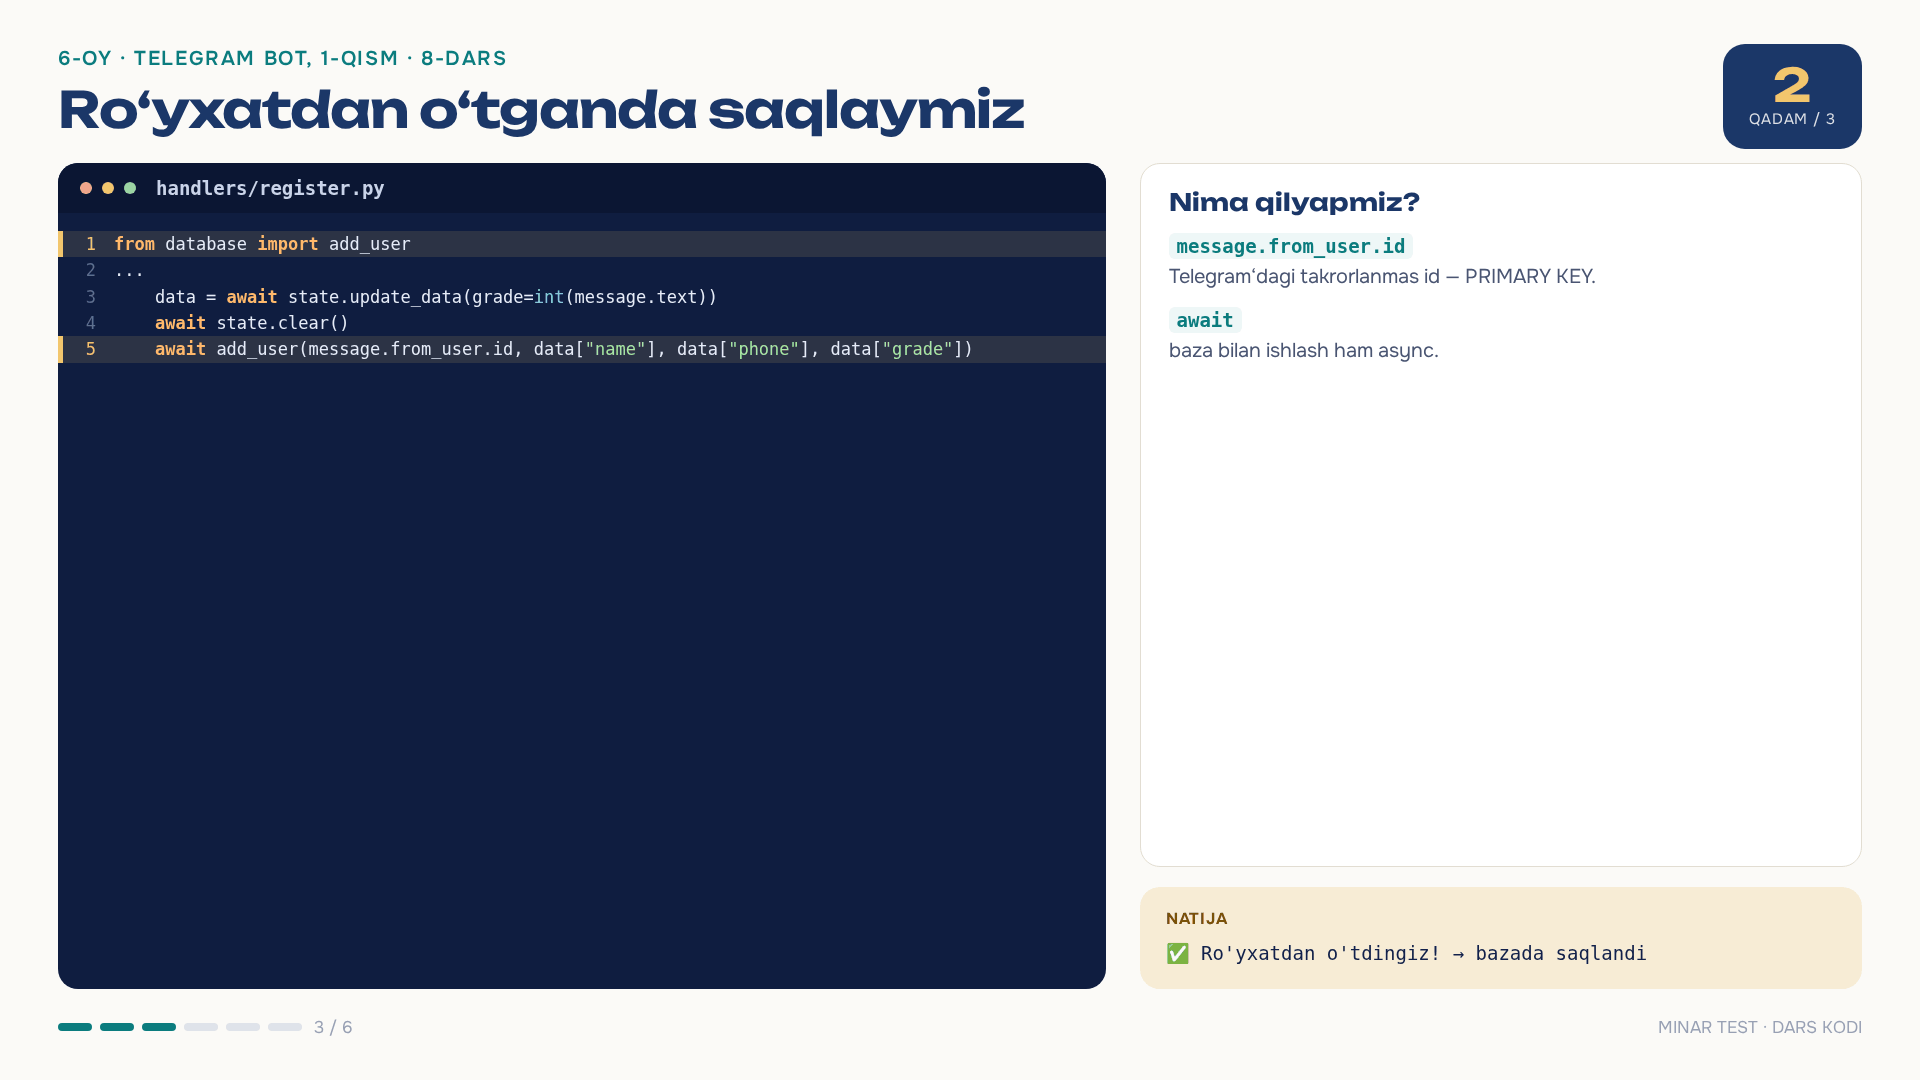 6-OY · TELEGRAM BOT, 1-QISM · 8-DARS
Ro‘yxatdan o‘tganda saqlaymiz
2
QADAM / 3
handlers/register.py
1 from database import add_user
2 ...
3     data = await state.update_data(grade=int(message.text))
4     await state.clear()
5     await add_user(message.from_user.id, data["name"], data["phone"], data["grade"])
Nima qilyapmiz?
message.from_user.id
Telegram‘dagi takrorlanmas id — PRIMARY KEY.
await
baza bilan ishlash ham async.
NATIJA
✅ Ro'yxatdan o'tdingiz! → bazada saqlandi
3 / 6
MINAR TEST · DARS KODI